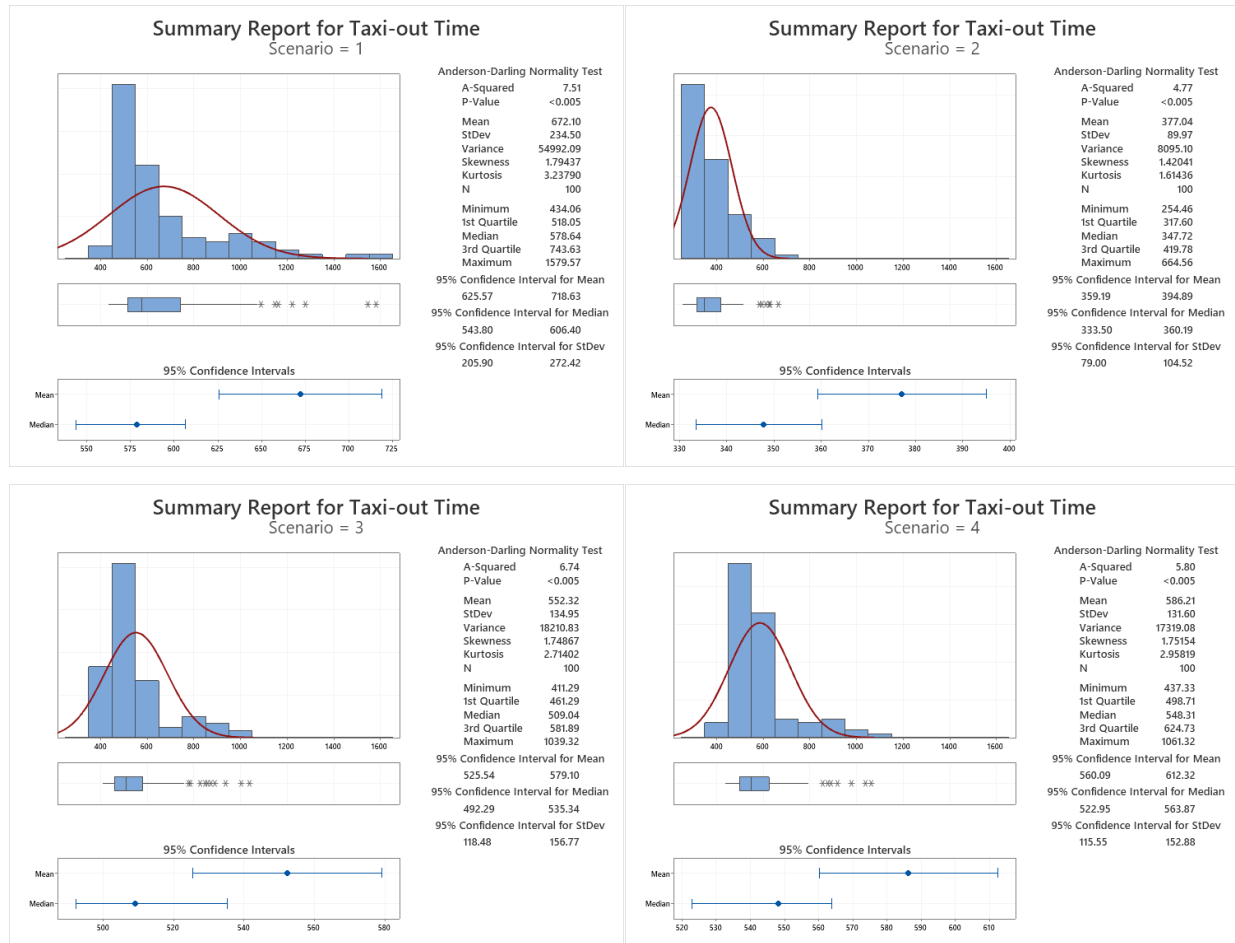 Summary Report for Taxi-out Time
Scenario = 1
Anderson-Darling Normality Test
A-Squared 7.51
P-Value <0.005
Mean 672.10
StDev 234.50
Variance 54992.09
Skewness 1.79437
Kurtosis 3.23790
N 100
Minimum 434.06
1st Quartile 518.05
Median 578.64
3rd Quartile 743.63
Maximum 1579.57
95% Confidence Interval for Mean
625.57 718.63
95% Confidence Interval for Median
543.80 606.40
95% Confidence Interval for StDev
205.90 272.42
400 600 800 1000 1200 1400 1600
95% Confidence Intervals
Mean
Median
550 575 600 625 650 675 700 725
Summary Report for Taxi-out Time
Scenario = 2
Anderson-Darling Normality Test
A-Squared 4.77
P-Value <0.005
Mean 377.04
StDev 89.97
Variance 8095.10
Skewness 1.42041
Kurtosis 1.61436
N 100
Minimum 254.46
1st Quartile 317.60
Median 347.72
3rd Quartile 419.78
Maximum 664.56
95% Confidence Interval for Mean
359.19 394.89
95% Confidence Interval for Median
333.50 360.19
95% Confidence Interval for StDev
79.00 104.52
400 600 800 1000 1200 1400 1600
95% Confidence Intervals
Mean
Median
330 340 350 360 370 380 390 400
Summary Report for Taxi-out Time
Scenario = 3
Anderson-Darling Normality Test
A-Squared 6.74
P-Value <0.005
Mean 552.32
StDev 134.95
Variance 18210.83
Skewness 1.74867
Kurtosis 2.71402
N 100
Minimum 411.29
1st Quartile 461.29
Median 509.04
3rd Quartile 581.89
Maximum 1039.32
95% Confidence Interval for Mean
525.54 579.10
95% Confidence Interval for Median
492.29 535.34
95% Confidence Interval for StDev
118.48 156.77
400 600 800 1000 1200 1400 1600
95% Confidence Intervals
Mean
Median
500 520 540 560 580
Summary Report for Taxi-out Time
Scenario = 4
Anderson-Darling Normality Test
A-Squared 5.80
P-Value <0.005
Mean 586.21
StDev 131.60
Variance 17319.08
Skewness 1.75154
Kurtosis 2.95819
N 100
Minimum 437.33
1st Quartile 498.71
Median 548.31
3rd Quartile 624.73
Maximum 1061.32
95% Confidence Interval for Mean
560.09 612.32
95% Confidence Interval for Median
522.95 563.87
95% Confidence Interval for StDev
115.55 152.88
400 600 800 1000 1200 1400 1600
95% Confidence Intervals
Mean
Median
520 530 540 550 560 570 580 590 600 610